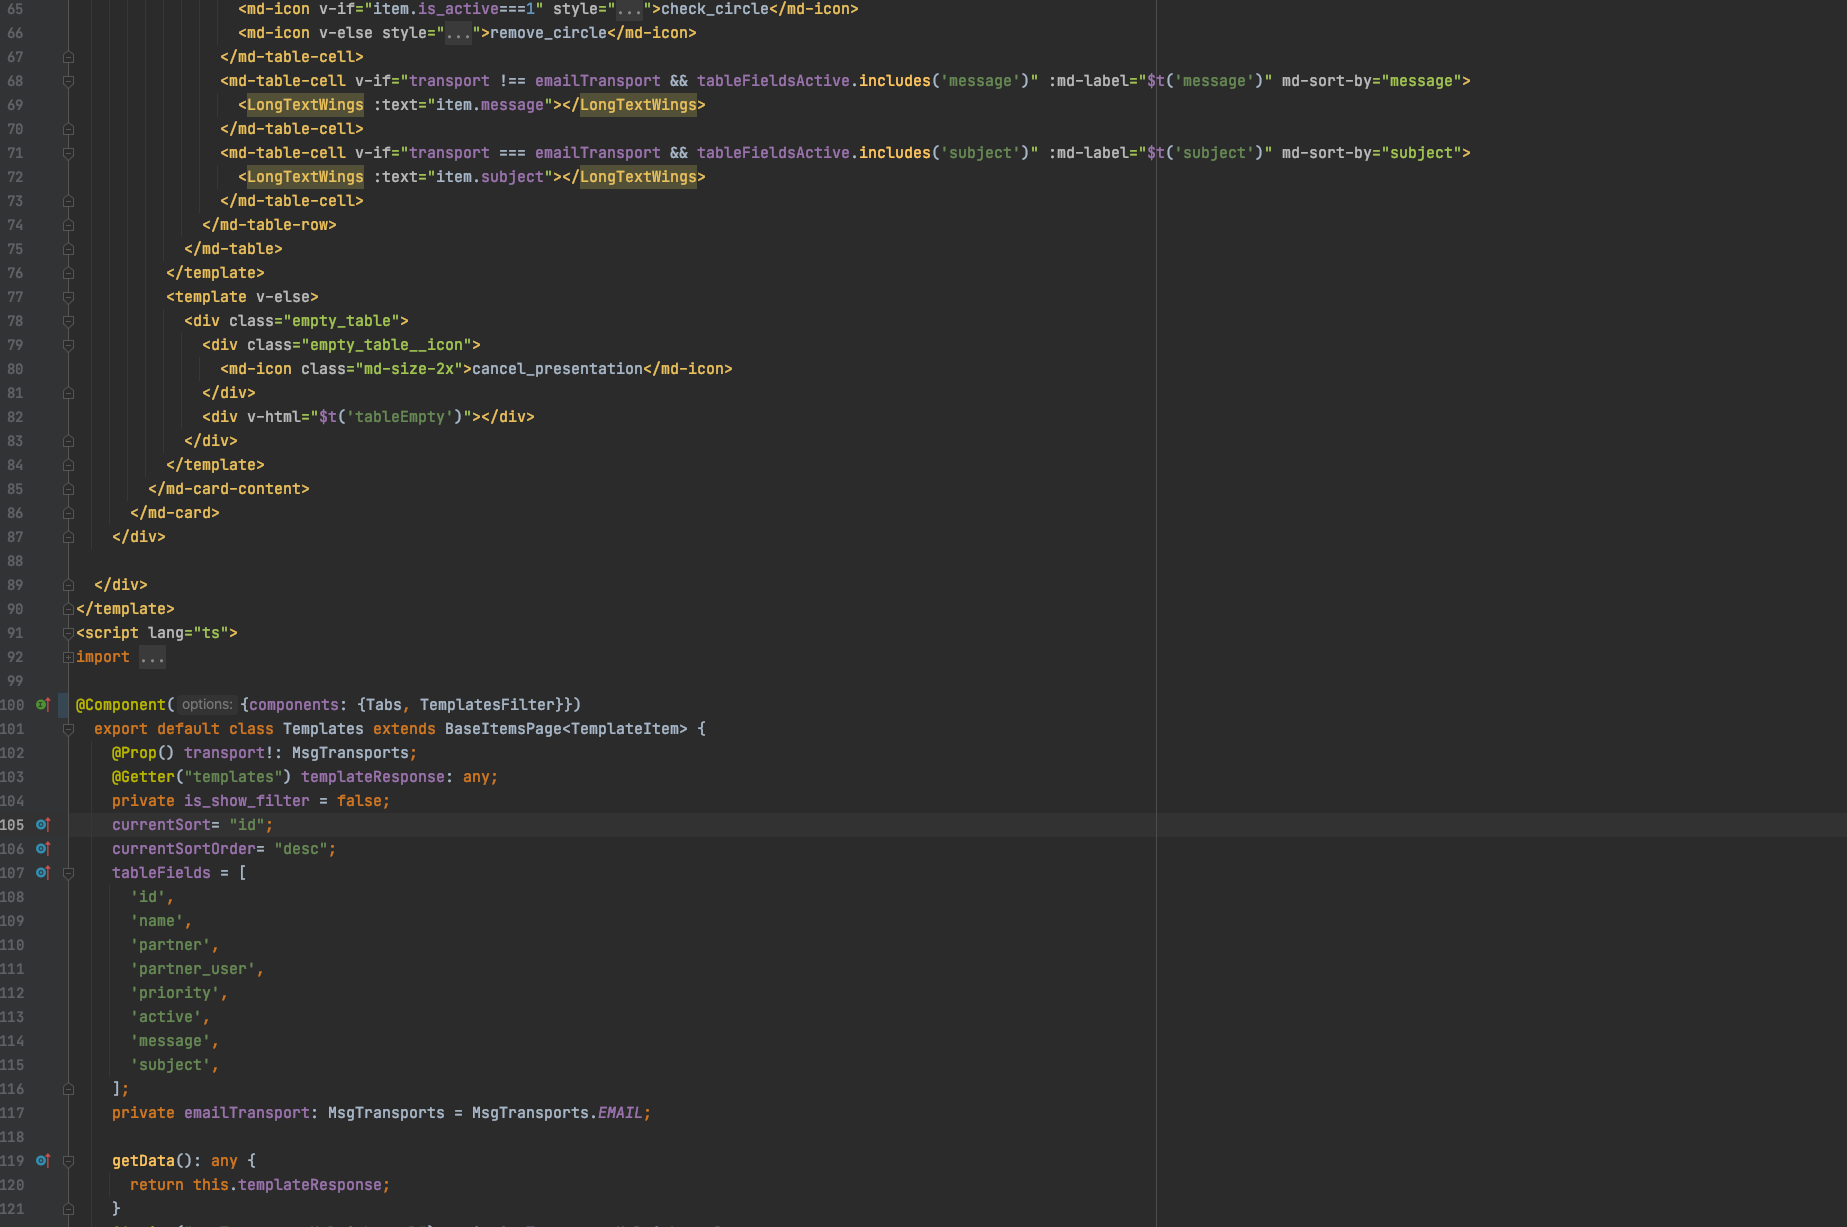 65 <md-icon v-if="item.is_active===1" style="...">check_circle</md-icon>
66 <md-icon v-else style="...">remove_circle</md-icon>
67 </md-table-cell>
68 <md-table-cell v-if="transport !== emailTransport && tableFieldsActive.includes('message')" :md-label="$t('message')" md-sort-by="message">
69 <LongTextWings :text="item.message"></LongTextWings>
70 </md-table-cell>
71 <md-table-cell v-if="transport === emailTransport && tableFieldsActive.includes('subject')" :md-label="$t('subject')" md-sort-by="subject">
72 <LongTextWings :text="item.subject"></LongTextWings>
73 </md-table-cell>
74 </md-table-row>
75 </md-table>
76 </template>
77 <template v-else>
78 <div class="empty_table">
79 <div class="empty_table__icon">
80 <md-icon class="md-size-2x">cancel_presentation</md-icon>
81 </div>
82 <div v-html="$t('tableEmpty')"></div>
83 </div>
84 </template>
85 </md-card-content>
86 </md-card>
87 </div>
88
89 </div>
90 </template>
91 <script lang="ts">
92 import ...
99
100 @Component( options: {components: {Tabs, TemplatesFilter}})
101 export default class Templates extends BaseItemsPage<TemplateItem> {
102 @Prop() transport!: MsgTransports;
103 @Getter("templates") templateResponse: any;
104 private is_show_filter = false;
105 currentSort= "id";
106 currentSortOrder= "desc";
107 tableFields = [
108 'id',
109 'name',
110 'partner',
111 'partner_user',
112 'priority',
113 'active',
114 'message',
115 'subject',
116 ];
117 private emailTransport: MsgTransports = MsgTransports.EMAIL;
118
119 getData(): any {
120 return this.templateResponse;
121 }